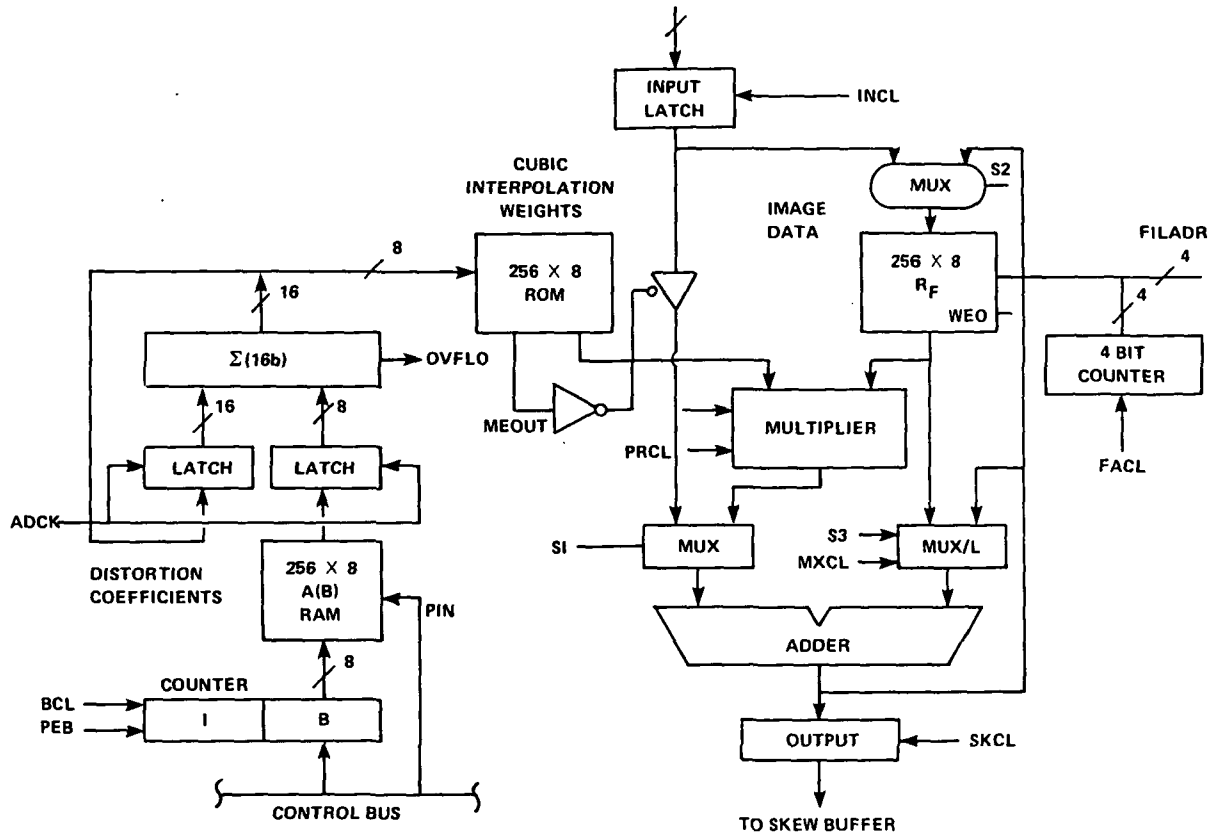 INPUT
LATCH
INCL
CUBIC
INTERPOLATION
WEIGHTS
MUX
S2
IMAGE
DATA
FILADR
4
8
256 X 8
ROM
256 X 8
RF
WEO
4
16
4 BIT
COUNTER
Σ(16b)
OVFLO
MEOUT
MULTIPLIER
PRCL
FACL
16
8
LATCH
LATCH
ADCK
SI
MUX
S3
MXCL
MUX/L
DISTORTION
COEFFICIENTS
256 X 8
A(B)
RAM
PIN
ADDER
8
COUNTER
BCL
PEB
I
B
OUTPUT
SKCL
CONTROL BUS
TO SKEW BUFFER